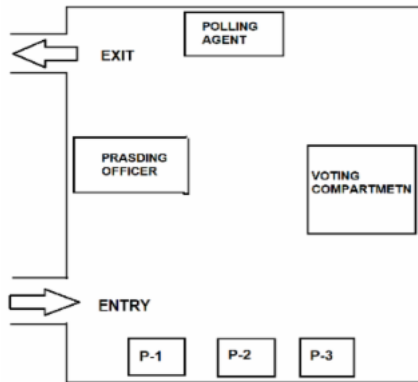 POLLING
AGENT
EXIT
PRASDING
OFFICER
VOTING
COMPARTMETN
ENTRY
P-1
P-2
P-3